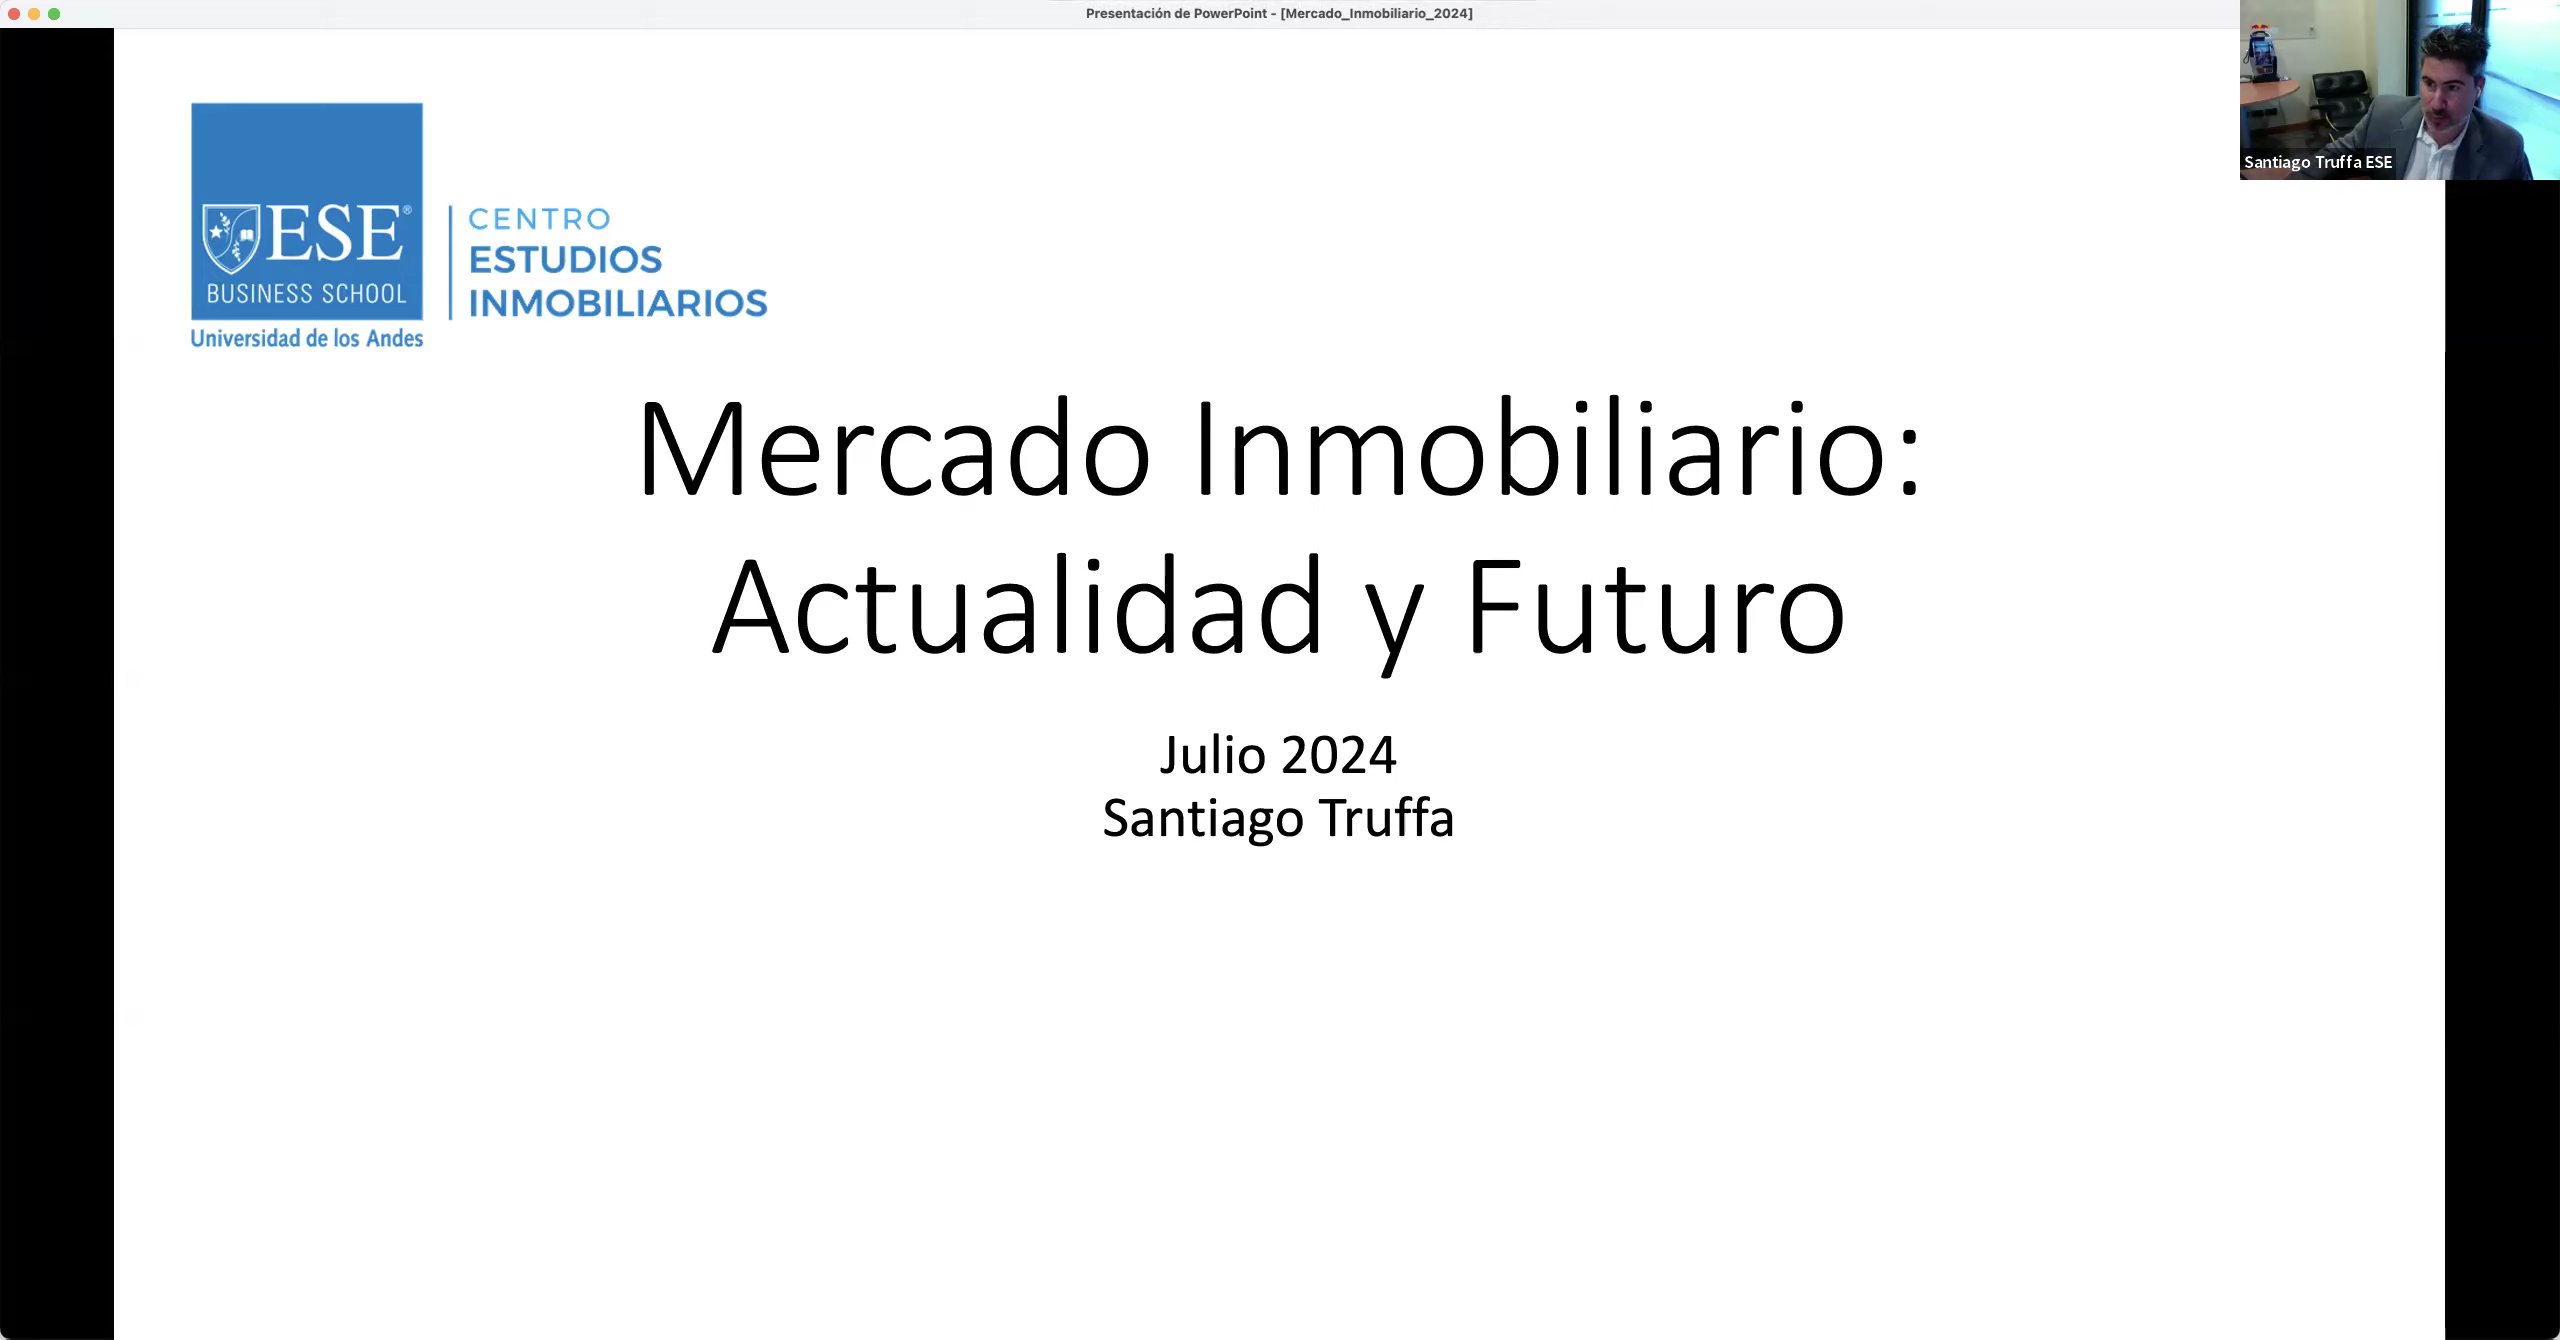 Presentación de PowerPoint - [Mercado_Inmobiliario_2024]
Santiago Truffa ESE
ESE®
BUSINESS SCHOOL
Universidad de los Andes
CENTRO
ESTUDIOS
INMOBILIARIOS
Mercado Inmobiliario:
Actualidad y Futuro
Julio 2024
Santiago Truffa